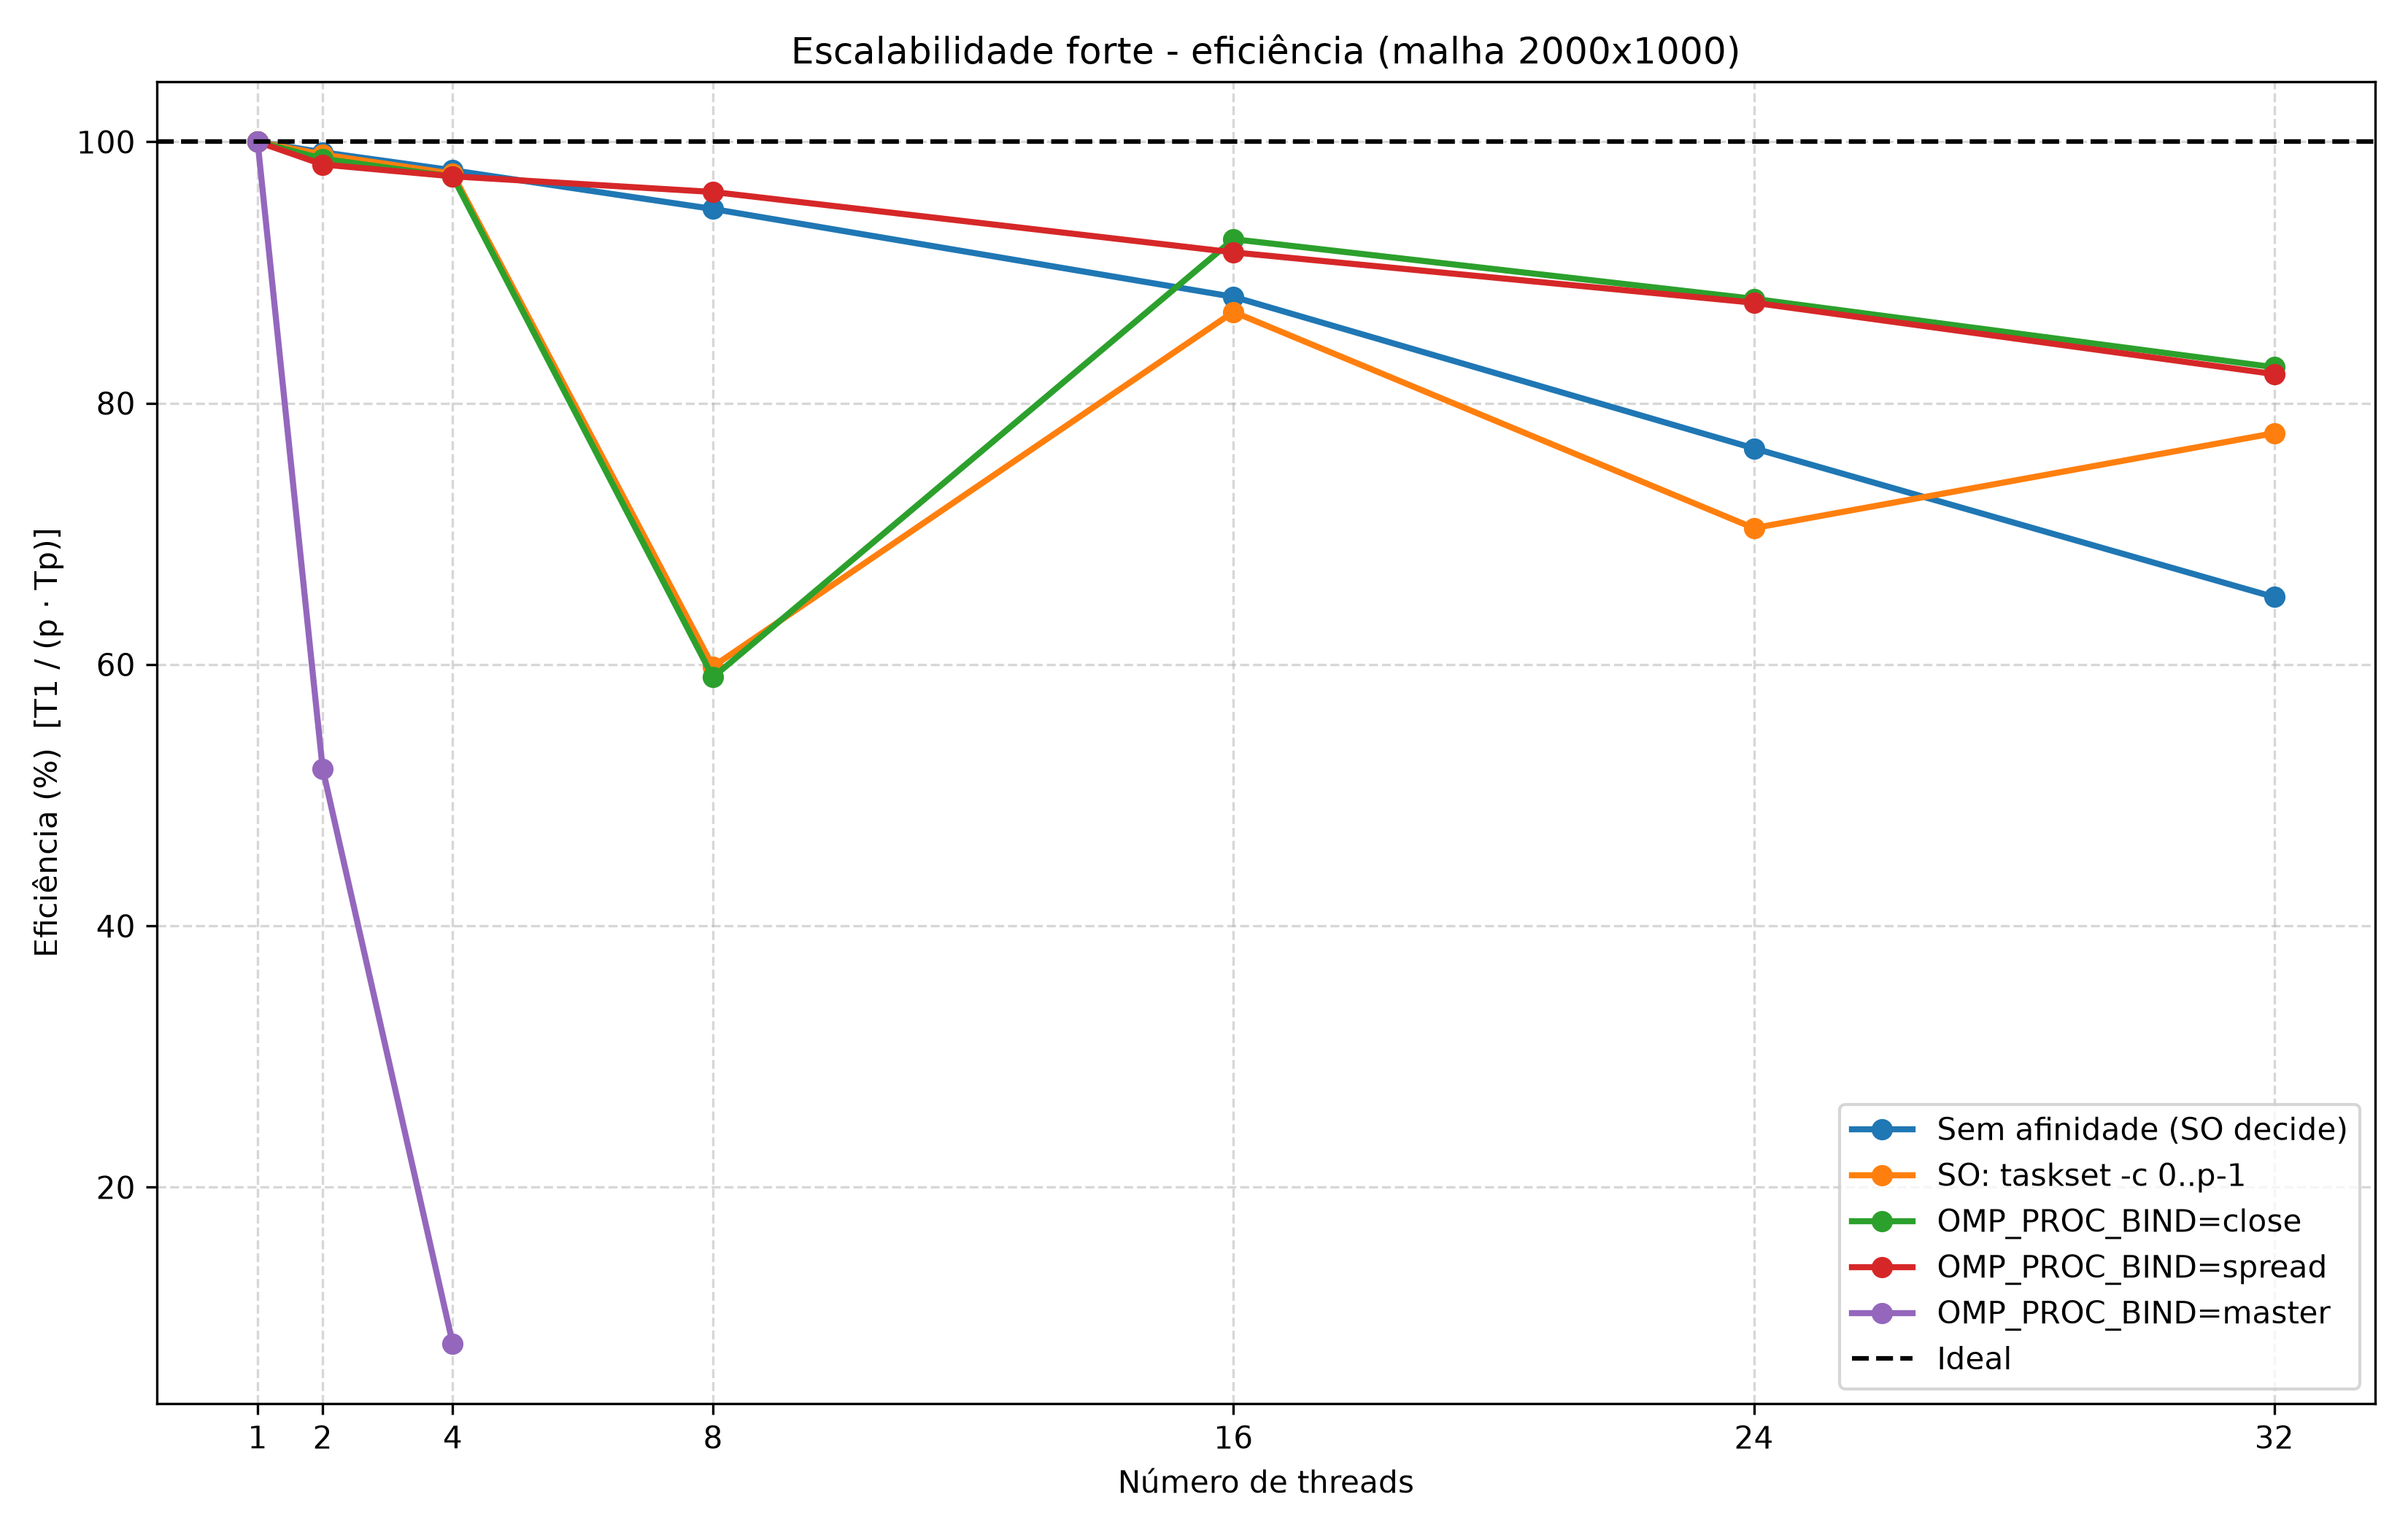 Escalabilidade forte - eficiência (malha 2000x1000)
Eficiência (%)  [T1 / (p · Tp)]
100
80
60
40
20
1 2 4 8 16 24 32
Número de threads
Sem afinidade (SO decide)
SO: taskset -c 0..p-1
OMP_PROC_BIND=close
OMP_PROC_BIND=spread
OMP_PROC_BIND=master
Ideal